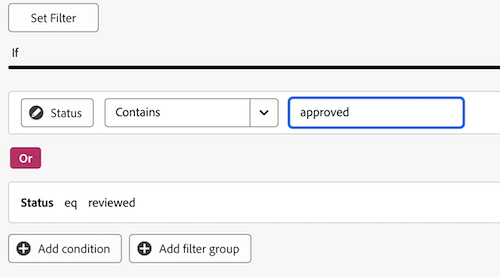 Set Filter
If
Status Contains approved
Or
Status eq reviewed
Add condition Add filter group